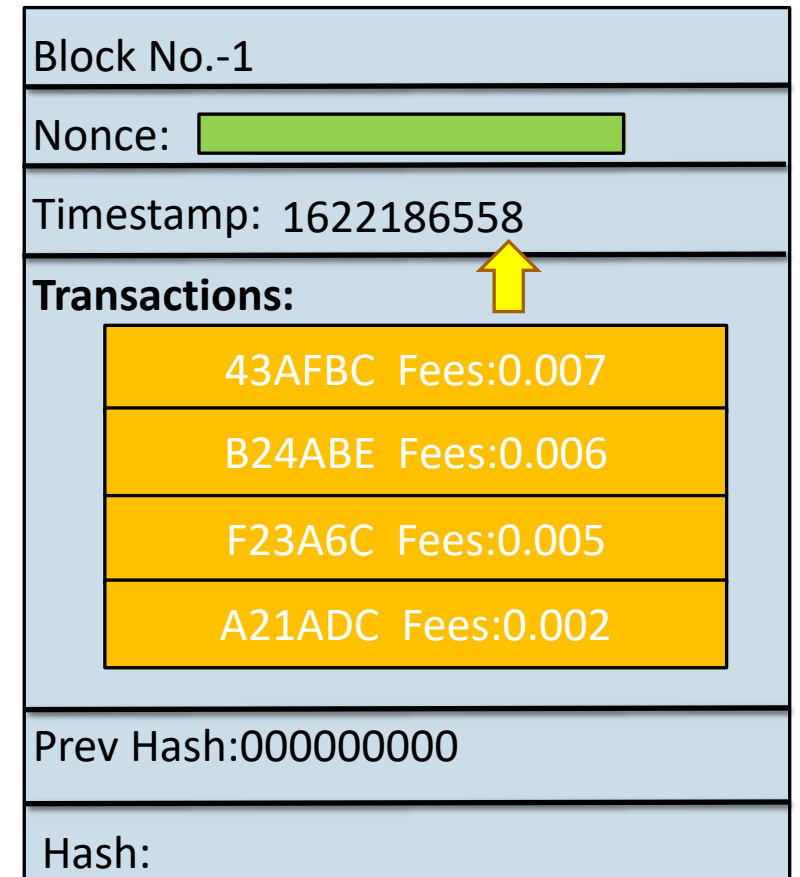 Block No.-1
Nonce:
Timestamp: 1622186558
Transactions:
43AFBC Fees:0.007
B24ABE Fees:0.006
F23A6C Fees:0.005
A21ADC Fees:0.002
Prev Hash:000000000
Hash: